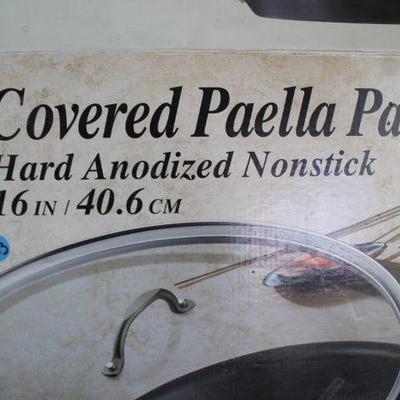 Covered Paella Pa
Hard Anodized Nonstick
16 IN / 40.6 CM